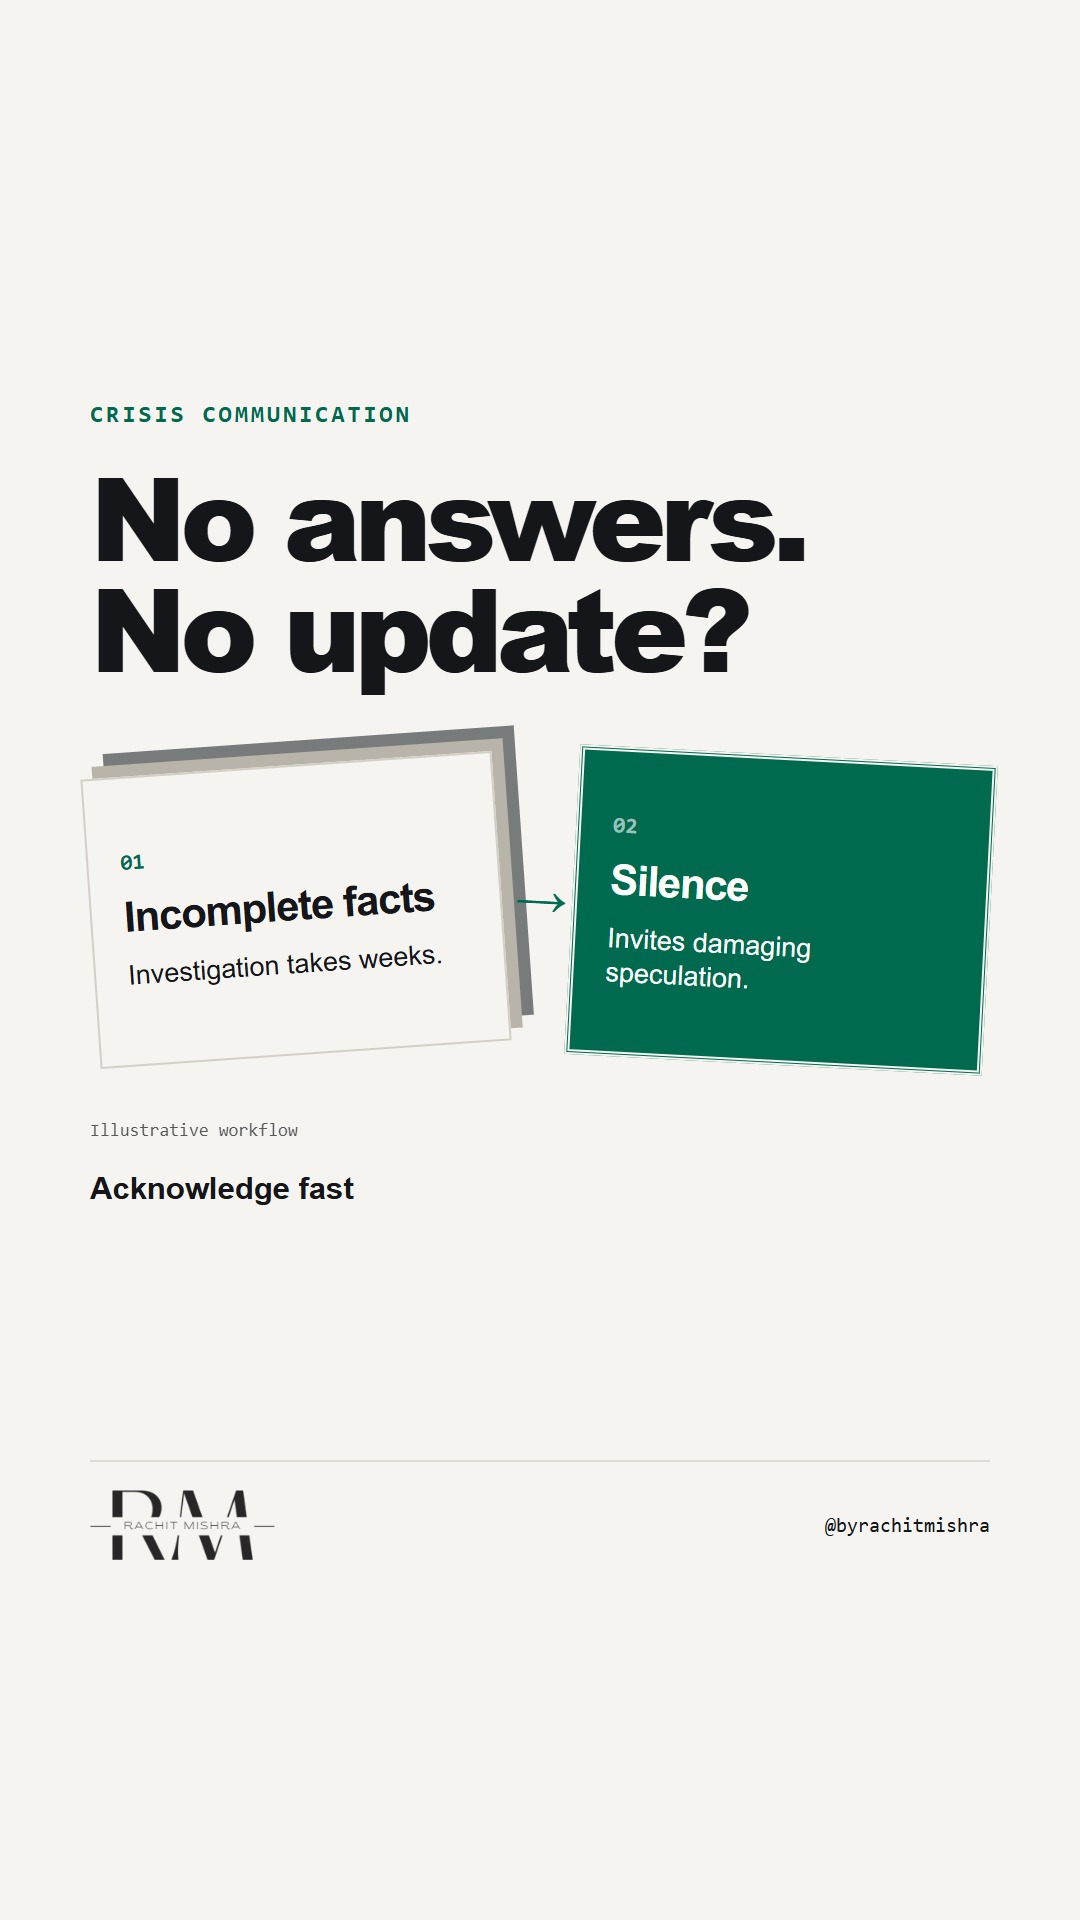 CRISIS COMMUNICATION
No answers.
No update?
01
Incomplete facts
Investigation takes weeks.
→
02
Silence
Invites damaging
speculation.
Illustrative workflow
Acknowledge fast
RM
RACHIT MISHRA
@byrachitmishra